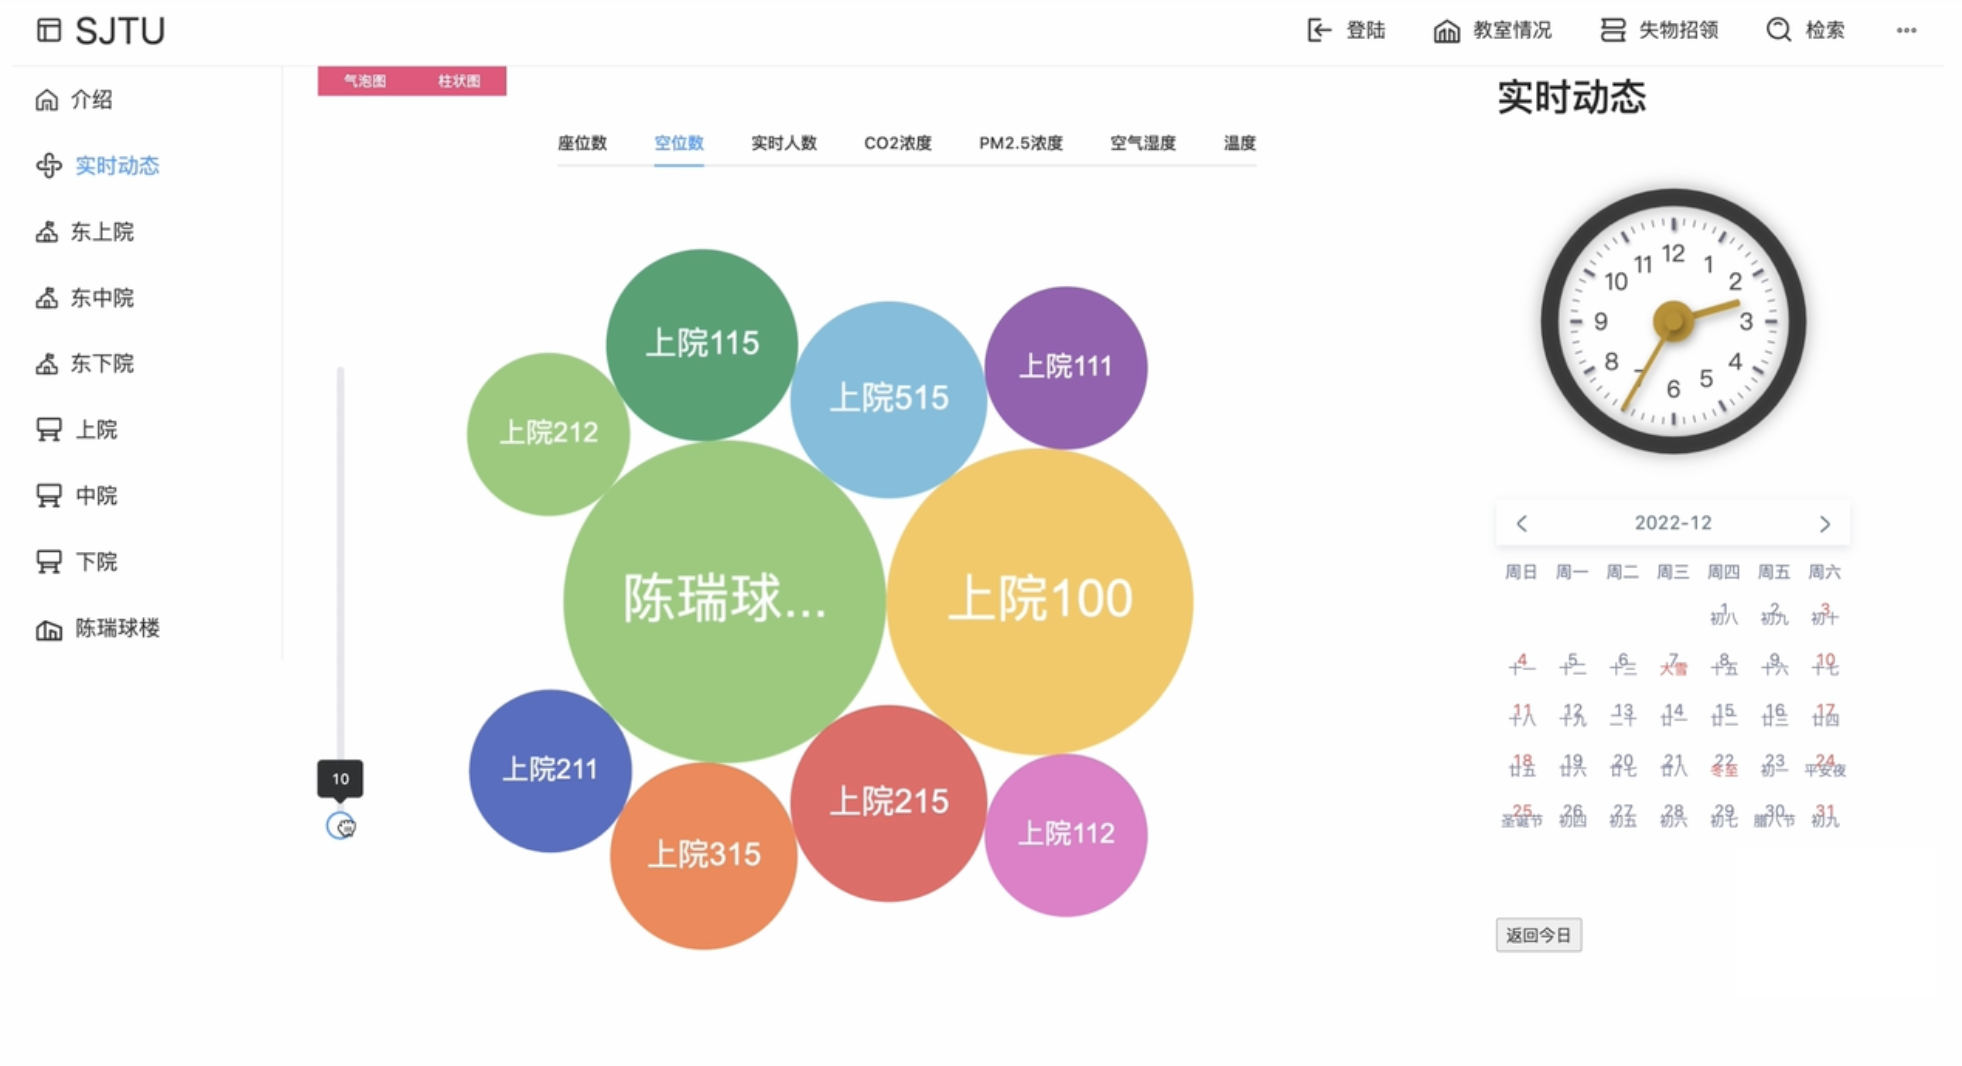 SJTU
登陆
教室情况
失物招领
检索
介绍
实时动态
东上院
东中院
东下院
上院
中院
下院
陈瑞球楼
气泡图
柱状图
座位数
空位数
实时人数
CO2浓度
PM2.5浓度
空气湿度
温度
上院115
上院515
上院111
上院212
陈瑞球...
上院100
上院211
上院315
上院215
上院112
10
实时动态
12
1
2
3
4
5
6
8
9
10
11
2022-12
周日 周一 周二 周三 周四 周五 周六
1 2 3
初八 初九 初十
4 5 6 7 8 9 10
十一 十二 十三 大雪 十五 十六 十七
11 12 13 14 15 16 17
十八 十九 二十 廿一 廿二 廿三 廿四
18 19 20 21 22 23 24
廿五 廿六 廿七 廿八 冬至 初一 平安夜
25 26 27 28 29 30 31
圣诞节 初四 初五 初六 初七 腊八节 初九
返回今日